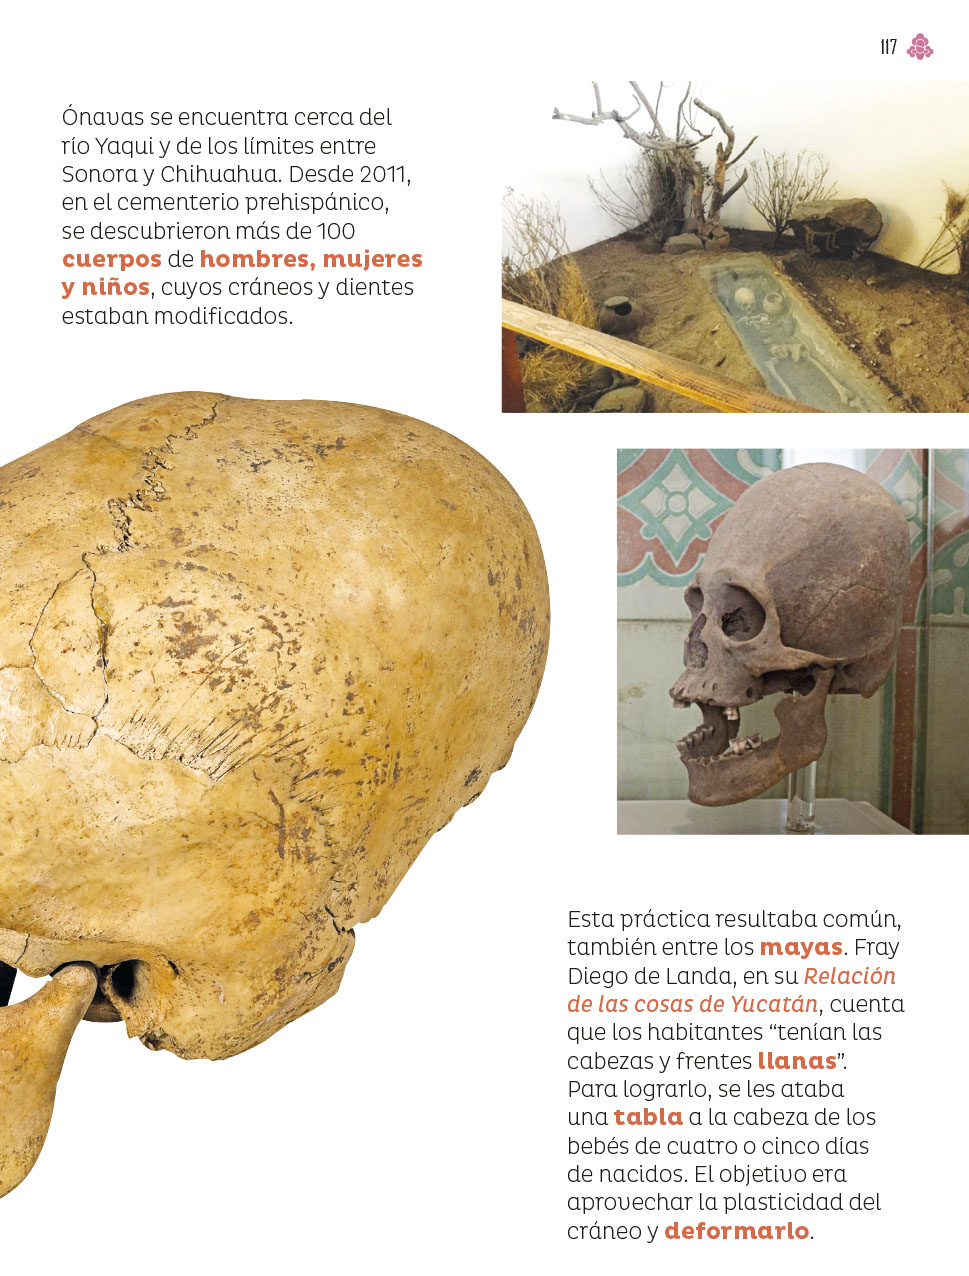 117
Ónavas se encuentra cerca del
río Yaqui y de los límites entre
Sonora y Chihuahua. Desde 2011,
en el cementerio prehispánico,
se descubrieron más de 100
cuerpos de hombres, mujeres
y niños, cuyos cráneos y dientes
estaban modificados.
Esta práctica resultaba común,
también entre los mayas. Fray
Diego de Landa, en su Relación
de las cosas de Yucatán, cuenta
que los habitantes “tenían las
cabezas y frentes llanas”.
Para lograrlo, se les ataba
una tabla a la cabeza de los
bebés de cuatro o cinco días
de nacidos. El objetivo era
aprovechar la plasticidad del
cráneo y deformarlo.